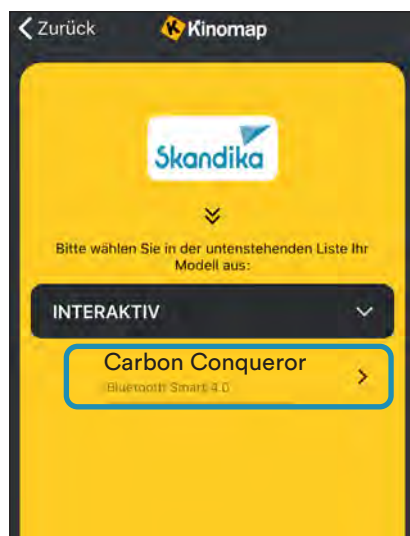 Zurück
Kinomap
Skandika
Bitte wählen Sie in der untenstehenden Liste Ihr
Modell aus:
INTERAKTIV
Carbon Conqueror
Bluetooth Smart 4.0